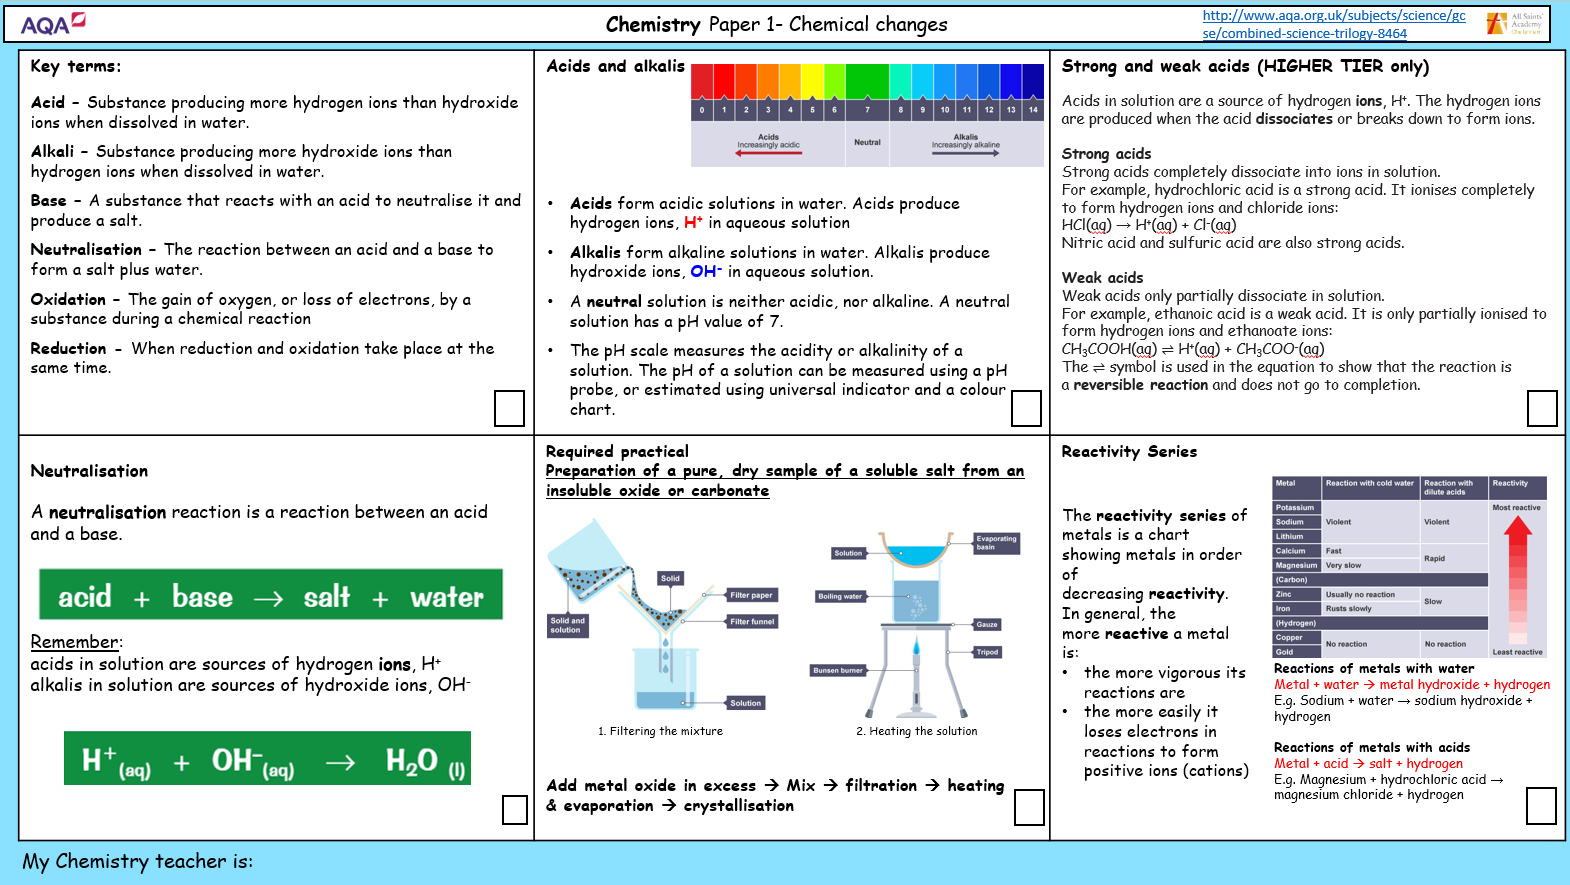 AQA
Chemistry Paper 1- Chemical changes
http://www.aqa.org.uk/subjects/science/gc
se/combined-science-trilogy-8464
All Saints'
Academy
Key terms:
Acid – Substance producing more hydrogen ions than hydroxide
ions when dissolved in water.
Alkali – Substance producing more hydroxide ions than
hydrogen ions when dissolved in water.
Base – A substance that reacts with an acid to neutralise it and
produce a salt.
Neutralisation – The reaction between an acid and a base to
form a salt plus water.
Oxidation – The gain of oxygen, or loss of electrons, by a
substance during a chemical reaction
Reduction - When reduction and oxidation take place at the
same time.
Acids and alkalis
0 1 2 3 4 5 6 7 8 9 10 11 12 13 14
Acids
Increasingly acidic
Neutral
Alkalis
Increasingly alkaline
• Acids form acidic solutions in water. Acids produce
hydrogen ions, H⁺ in aqueous solution
• Alkalis form alkaline solutions in water. Alkalis produce
hydroxide ions, OH⁻ in aqueous solution.
• A neutral solution is neither acidic, nor alkaline. A neutral
solution has a pH value of 7.
• The pH scale measures the acidity or alkalinity of a
solution. The pH of a solution can be measured using a pH
probe, or estimated using universal indicator and a colour
chart.
Strong and weak acids (HIGHER TIER only)
Acids in solution are a source of hydrogen ions, H⁺. The hydrogen ions
are produced when the acid dissociates or breaks down to form ions.
Strong acids
Strong acids completely dissociate into ions in solution.
For example, hydrochloric acid is a strong acid. It ionises completely
to form hydrogen ions and chloride ions:
HCl(aq) → H⁺(aq) + Cl⁻(aq)
Nitric acid and sulfuric acid are also strong acids.
Weak acids
Weak acids only partially dissociate in solution.
For example, ethanoic acid is a weak acid. It is only partially ionised to
form hydrogen ions and ethanoate ions:
CH₃COOH(aq) ⇌ H⁺(aq) + CH₃COO⁻(aq)
The ⇌ symbol is used in the equation to show that the reaction is
a reversible reaction and does not go to completion.
Neutralisation
A neutralisation reaction is a reaction between an acid
and a base.
acid + base → salt + water
Remember:
acids in solution are sources of hydrogen ions, H⁺
alkalis in solution are sources of hydroxide ions, OH⁻
H⁺(aq) + OH⁻(aq) → H₂O (l)
Required practical
Preparation of a pure, dry sample of a soluble salt from an
insoluble oxide or carbonate
Solid
Filter paper
Filter funnel
Solid and
solution
Solution
1. Filtering the mixture
Evaporating
basin
Solution
Boiling water
Gauze
Tripod
Bunsen burner
2. Heating the solution
Add metal oxide in excess → Mix → filtration → heating
& evaporation → crystallisation
Reactivity Series
The reactivity series of
metals is a chart
showing metals in order
of
decreasing reactivity.
In general, the
more reactive a metal
is:
• the more vigorous its
reactions are
• the more easily it
loses electrons in
reactions to form
positive ions (cations)
Metal Reaction with cold water Reaction with
dilute acids Reactivity
Potassium Most reactive
Sodium Violent Violent
Lithium
Calcium Fast Rapid
Magnesium Very slow
(Carbon)
Zinc Usually no reaction Slow
Iron Rusts slowly
(Hydrogen)
Copper No reaction No reaction
Gold Least reactive
Reactions of metals with water
Metal + water → metal hydroxide + hydrogen
E.g. Sodium + water → sodium hydroxide +
hydrogen
Reactions of metals with acids
Metal + acid → salt + hydrogen
E.g. Magnesium + hydrochloric acid →
magnesium chloride + hydrogen
My Chemistry teacher is: